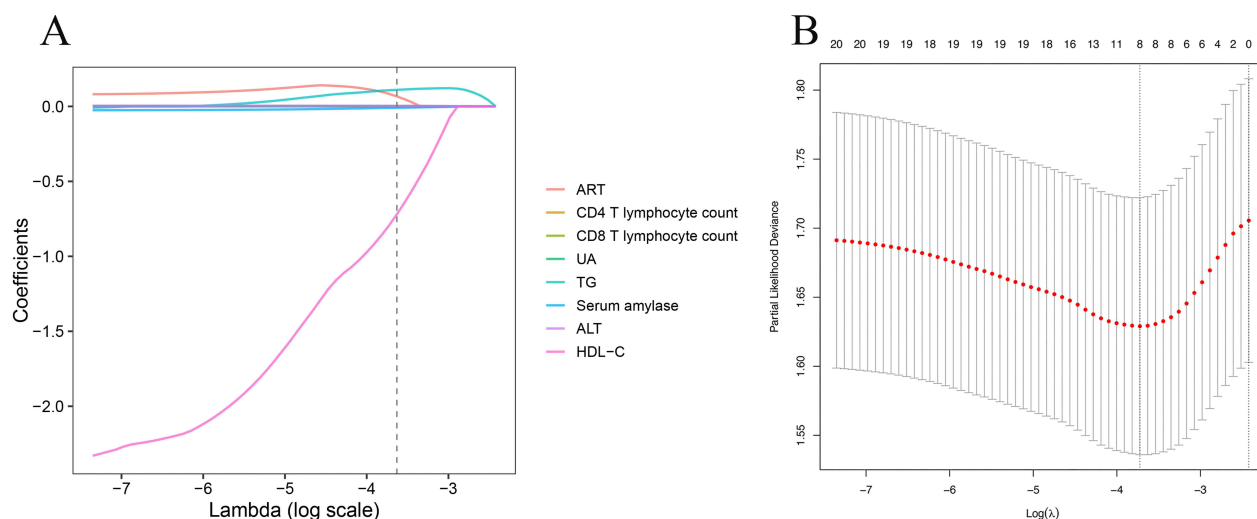 A
0.0
−0.5
−1.0
−1.5
−2.0
Coefficients
−7
−6
−5
−4
−3
Lambda (log scale)
ART
CD4 T lymphocyte count
CD8 T lymphocyte count
UA
TG
Serum amylase
ALT
HDL−C
B
20 20 19 19 18 19 19 19 19 18 16 13 11 8 8 8 6 6 4 2 0
1.80
1.75
1.70
1.65
1.60
1.55
Partial Likelihood Deviance
−7
−6
−5
−4
−3
Log(λ)